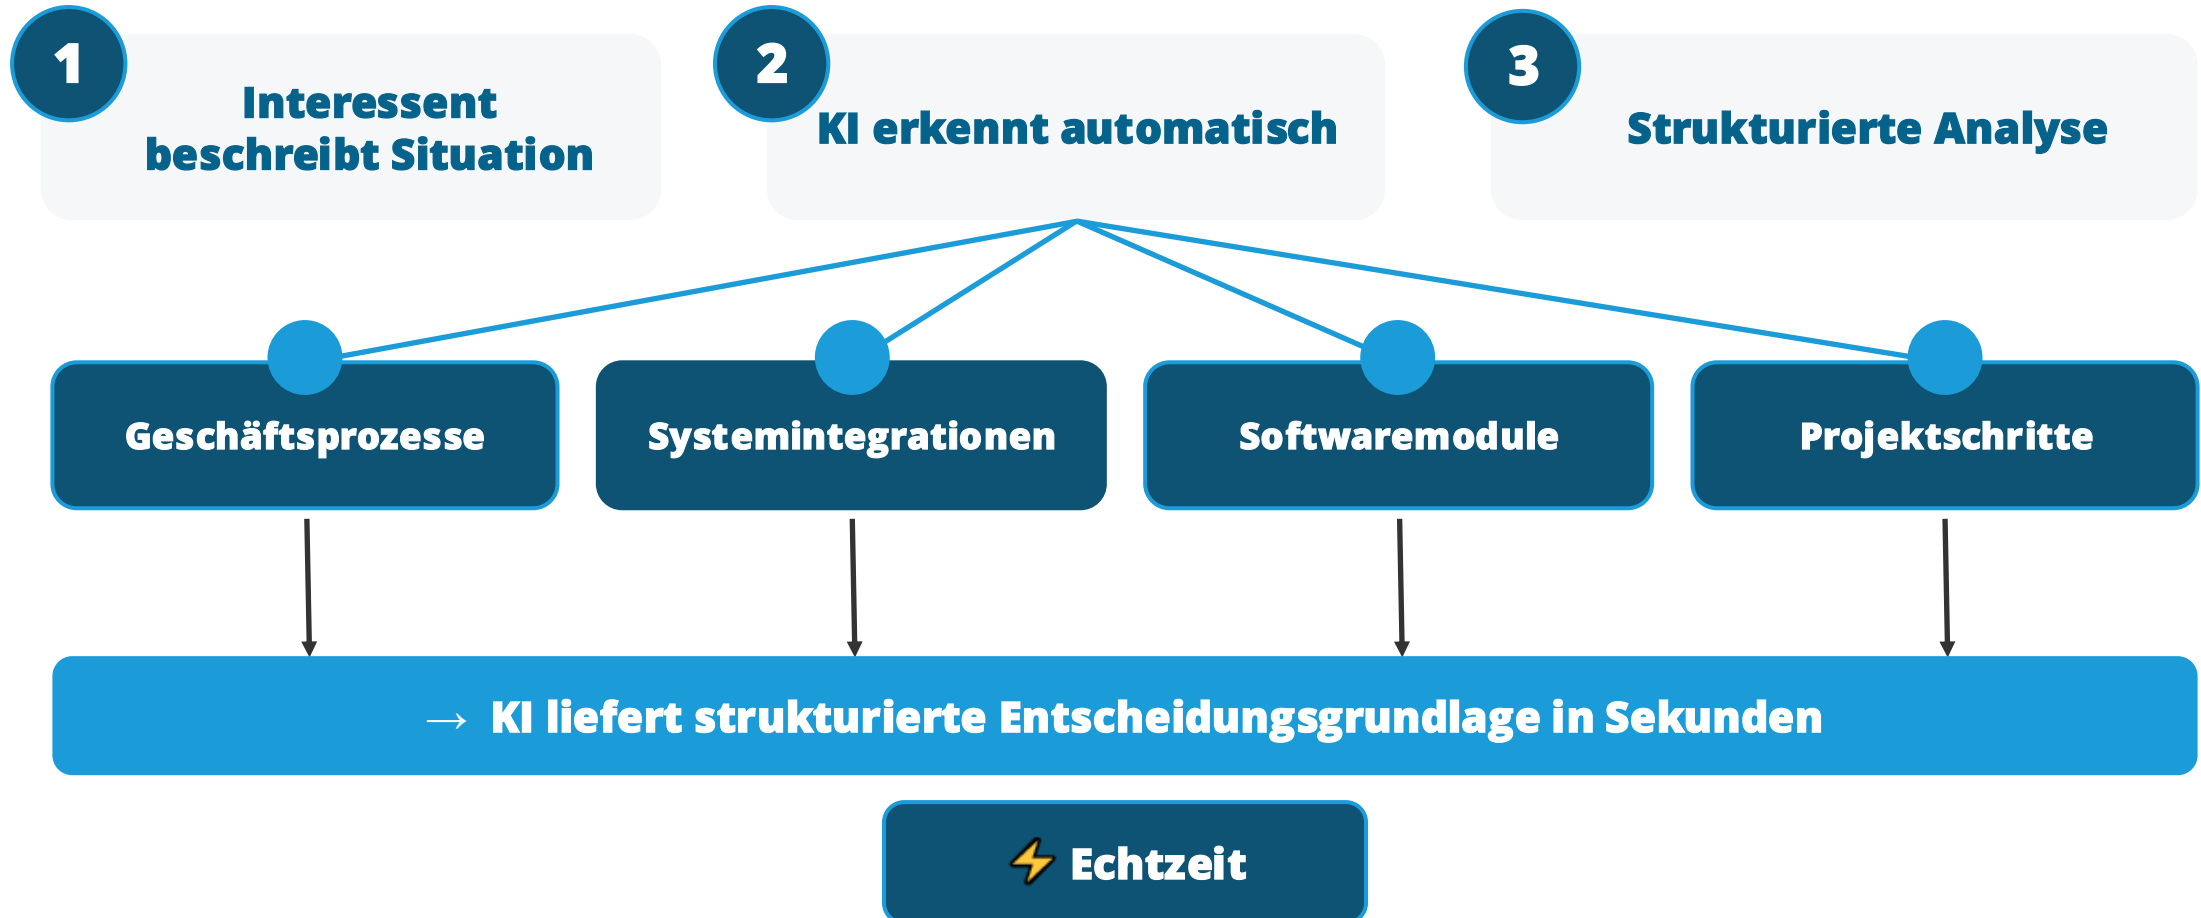 1
Interessent
beschreibt Situation
2
KI erkennt automatisch
3
Strukturierte Analyse
Geschäftsprozesse
Systemintegrationen
Softwaremodule
Projektschritte
→ KI liefert strukturierte Entscheidungsgrundlage in Sekunden
⚡ Echtzeit